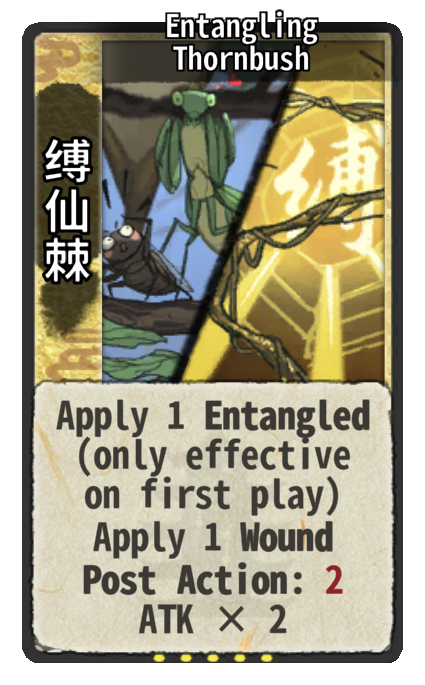 Entangling
Thornbush
缚仙棘
缚
Apply 1 Entangled
(only effective
on first play)
Apply 1 Wound
Post Action: 2
ATK × 2